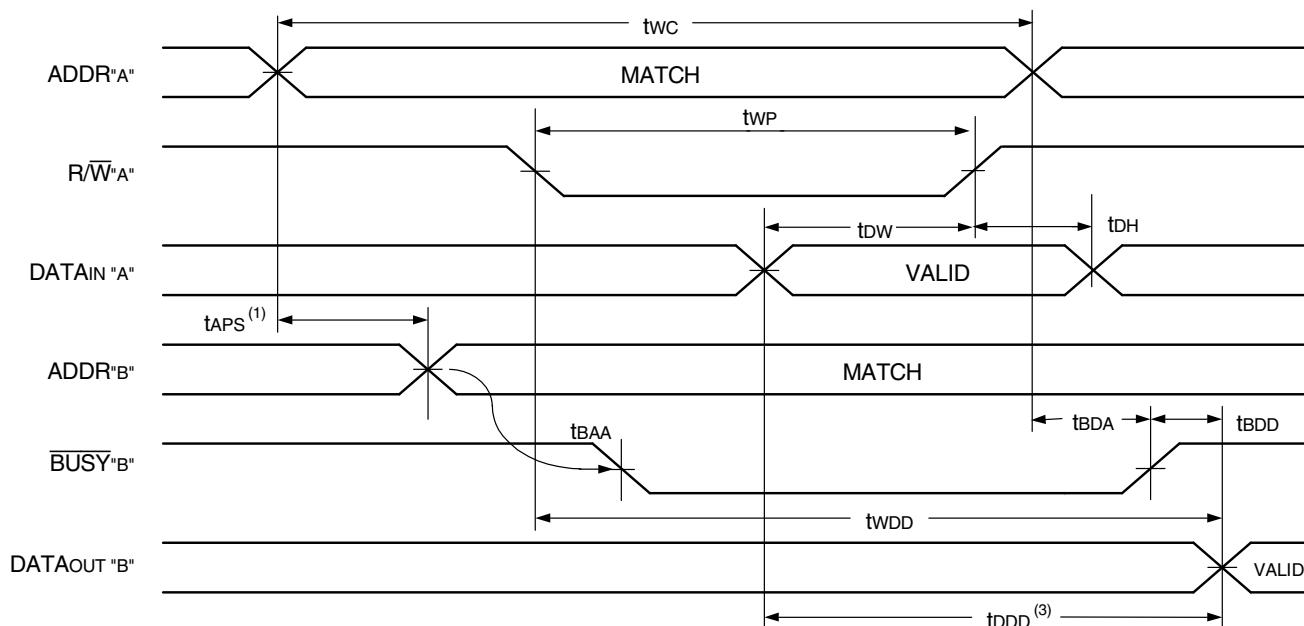 tWC
ADDR"A"
MATCH
tWP
R/W"A"
tDW
tDH
DATAIN "A"
VALID
tAPS (1)
ADDR"B"
MATCH
tBAA
tBDA
tBDD
BUSY"B"
tWDD
DATAOUT "B"
VALID
tDDD (3)